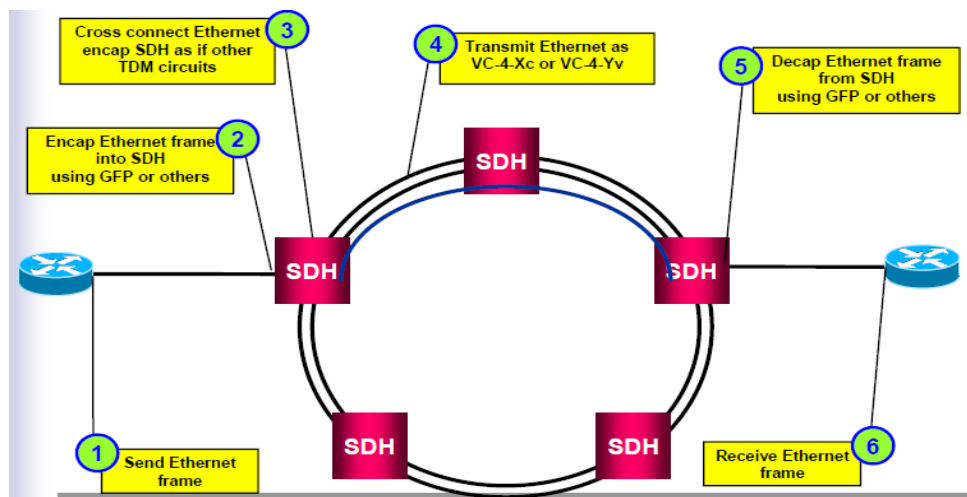 Cross connect Ethernet
encap SDH as if other
TDM circuits
3
4
Transmit Ethernet as
VC-4-Xc or VC-4-Yv
5
Decap Ethernet frame
from SDH
using GFP or others
Encap Ethernet frame
into SDH
using GFP or others
2
SDH
SDH
SDH
SDH
SDH
1
Send Ethernet
frame
Receive Ethernet
frame
6